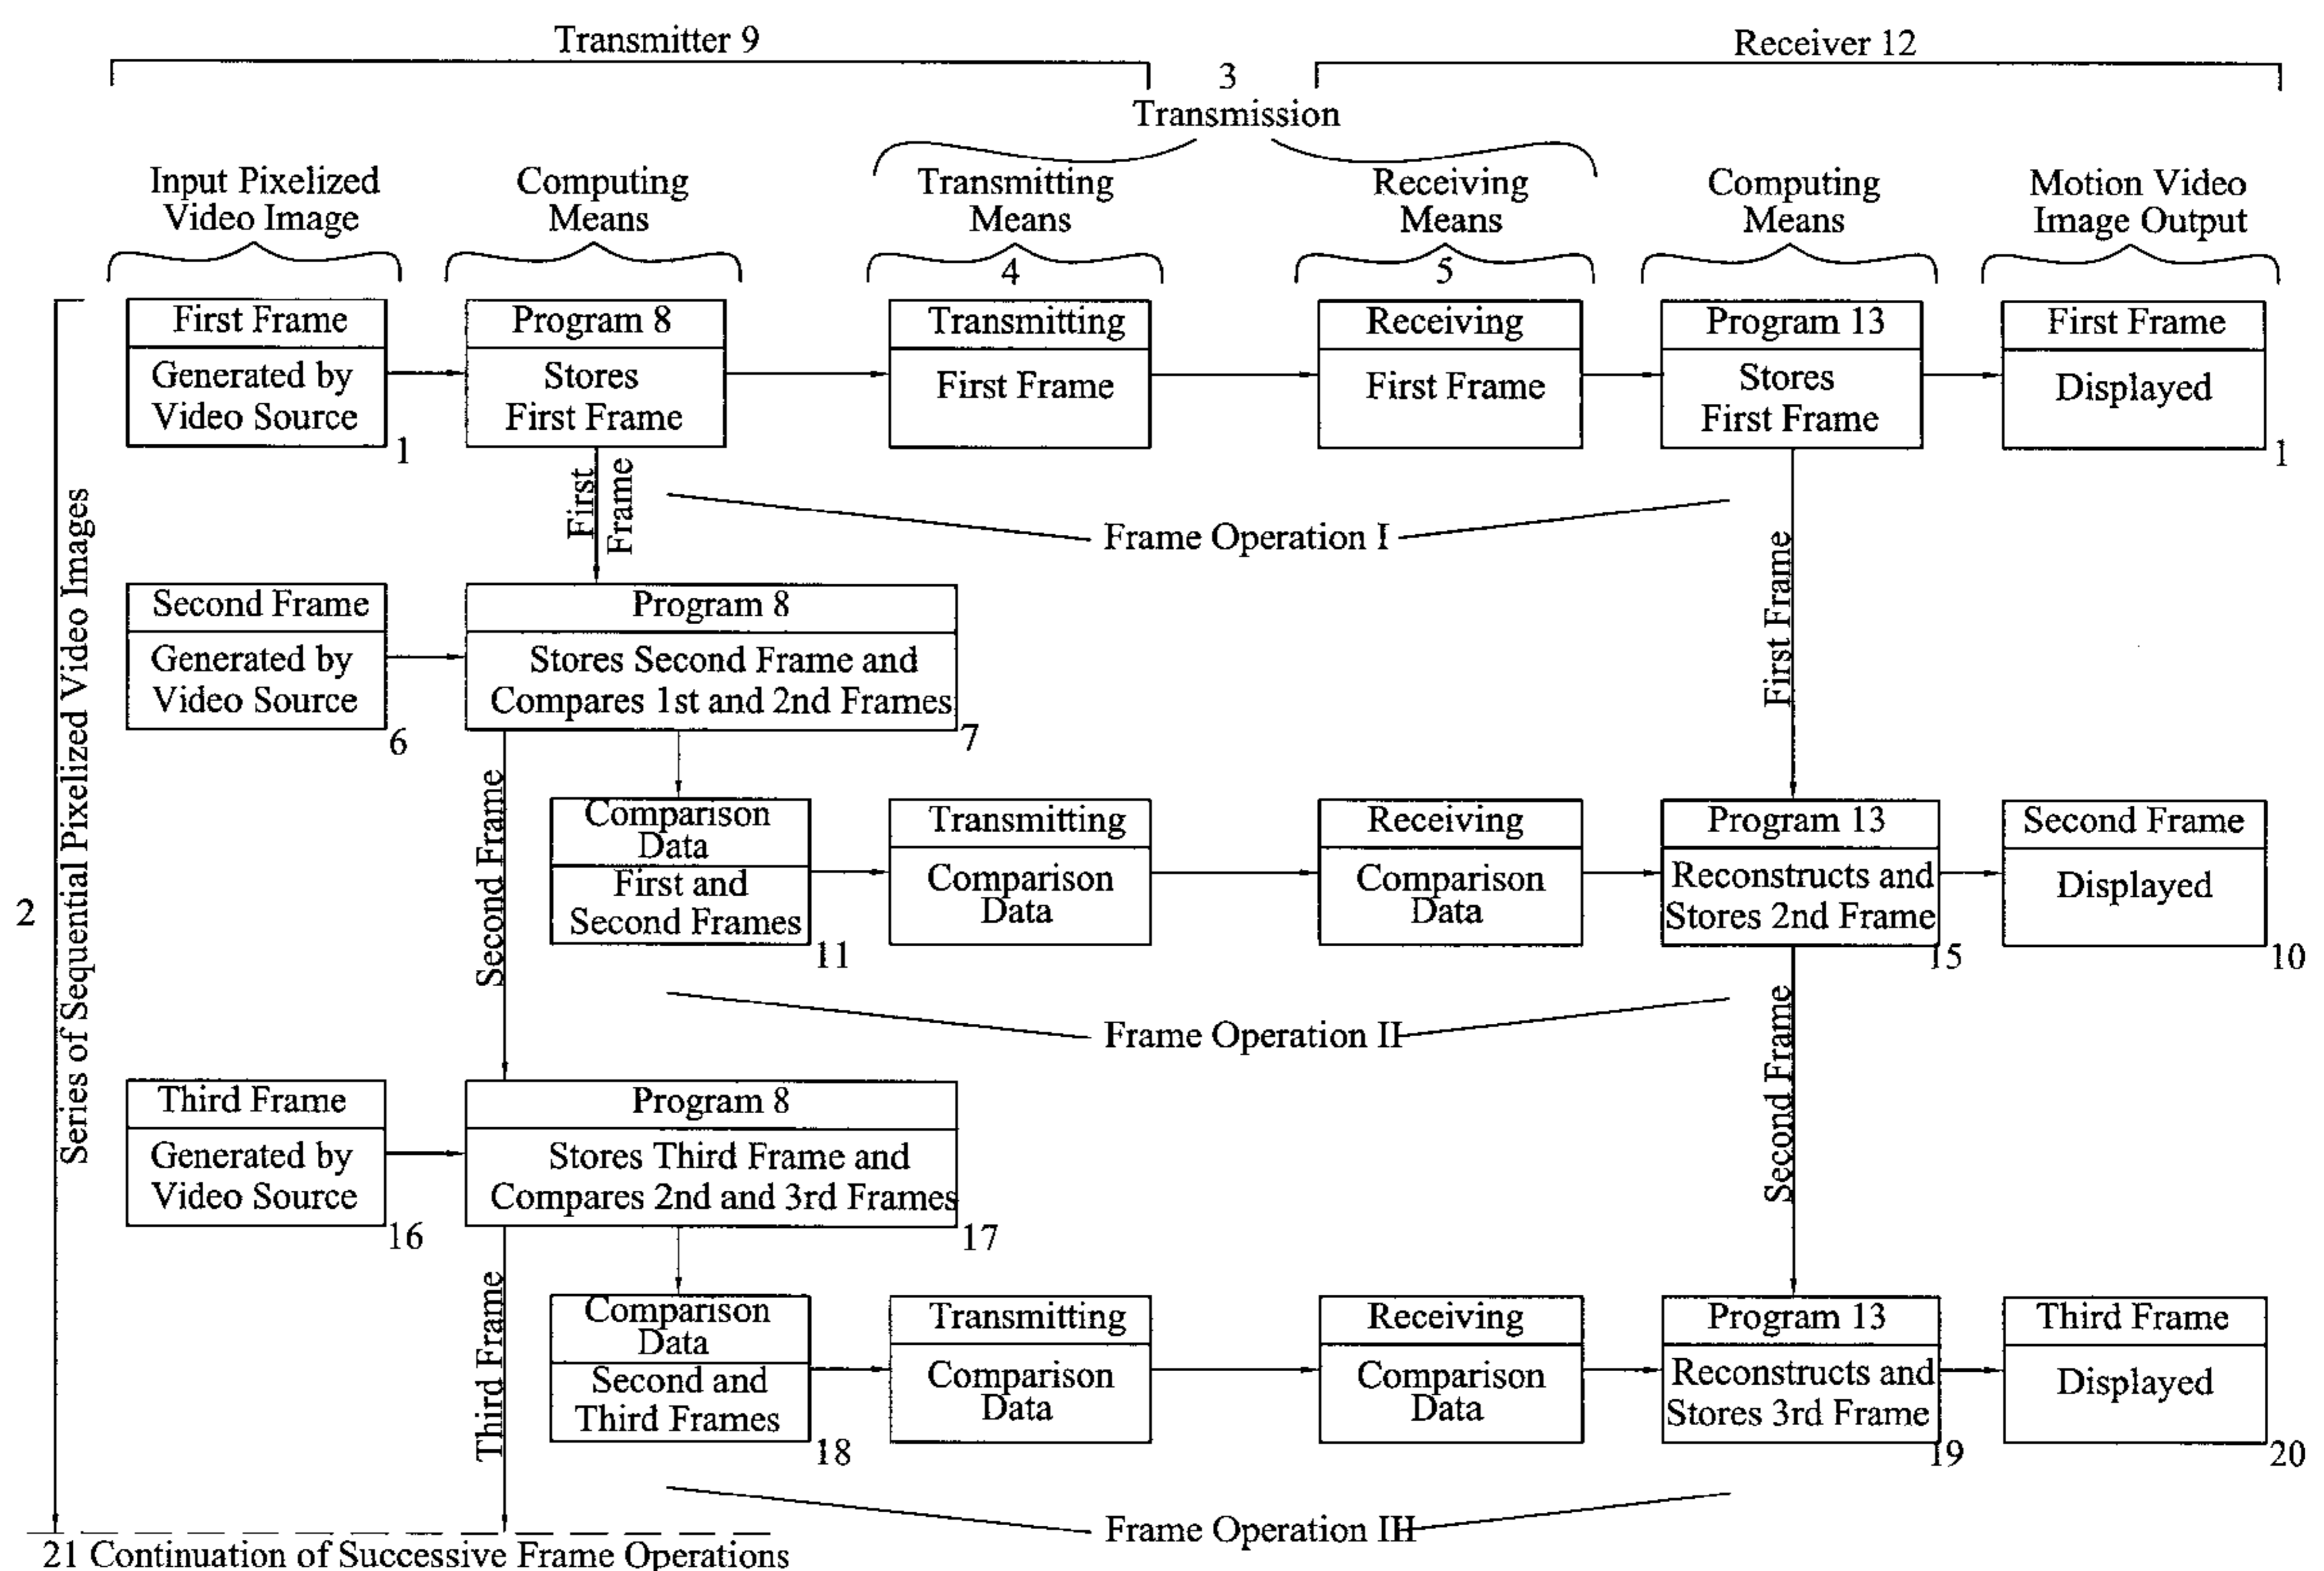 Transmitter 9
Receiver 12
3
Transmission
Input Pixelized
Video Image
Computing
Means
Transmitting
Means
4
Receiving
Means
5
Computing
Means
Motion Video
Image Output
First Frame
Generated by
Video Source
1
Program 8
Stores
First Frame
Transmitting
First Frame
Receiving
First Frame
Program 13
Stores
First Frame
First Frame
Displayed
1
First
Frame
Frame Operation I
First Frame
2
Series of Sequential Pixelized Video Images
Second Frame
Generated by
Video Source
6
Program 8
Stores Second Frame and
Compares 1st and 2nd Frames
7
Second Frame
Comparison
Data
First and
Second Frames
11
Transmitting
Comparison
Data
Receiving
Comparison
Data
Program 13
Reconstructs and
Stores 2nd Frame
15
Second Frame
Displayed
10
Frame Operation II
Second Frame
Third Frame
Generated by
Video Source
16
Program 8
Stores Third Frame and
Compares 2nd and 3rd Frames
17
Third Frame
Comparison
Data
Second and
Third Frames
18
Transmitting
Comparison
Data
Receiving
Comparison
Data
Program 13
Reconstructs and
Stores 3rd Frame
19
Third Frame
Displayed
20
Frame Operation III
21 Continuation of Successive Frame Operations